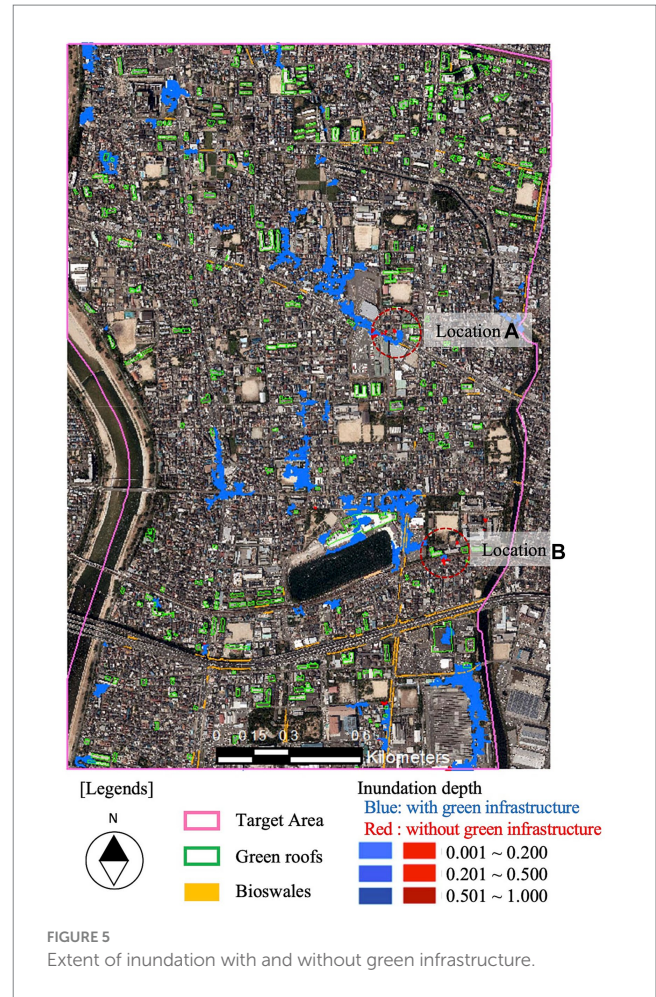 Location A
Location B
0 0.15 0.3 0.6
Kilometers
[Legends]
N
Target Area
Green roofs
Bioswales
Inundation depth
Blue: with green infrastructure
Red : without green infrastructure
0.001 ~ 0.200
0.201 ~ 0.500
0.501 ~ 1.000
FIGURE 5
Extent of inundation with and without green infrastructure.